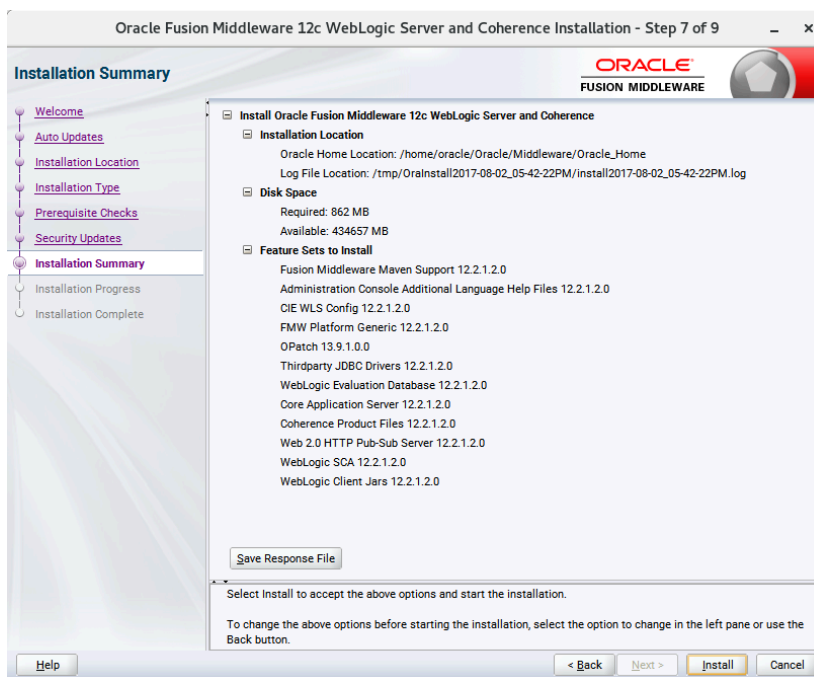 Oracle Fusion Middleware 12c WebLogic Server and Coherence Installation - Step 7 of 9
Installation Summary
ORACLE
FUSION MIDDLEWARE
Welcome
Auto Updates
Installation Location
Installation Type
Prerequisite Checks
Security Updates
Installation Summary
Installation Progress
Installation Complete
Install Oracle Fusion Middleware 12c WebLogic Server and Coherence
Installation Location
Oracle Home Location: /home/oracle/Oracle/Middleware/Oracle_Home
Log File Location: /tmp/OraInstall2017-08-02_05-42-22PM/install2017-08-02_05-42-22PM.log
Disk Space
Required: 862 MB
Available: 434657 MB
Feature Sets to Install
Fusion Middleware Maven Support 12.2.1.2.0
Administration Console Additional Language Help Files 12.2.1.2.0
CIE WLS Config 12.2.1.2.0
FMW Platform Generic 12.2.1.2.0
OPatch 13.9.1.0.0
Thirdparty JDBC Drivers 12.2.1.2.0
WebLogic Evaluation Database 12.2.1.2.0
Core Application Server 12.2.1.2.0
Coherence Product Files 12.2.1.2.0
Web 2.0 HTTP Pub-Sub Server 12.2.1.2.0
WebLogic SCA 12.2.1.2.0
WebLogic Client Jars 12.2.1.2.0
Save Response File
Select Install to accept the above options and start the installation.
To change the above options before starting the installation, select the option to change in the left pane or use the
Back button.
Help
< Back
Next >
Install
Cancel